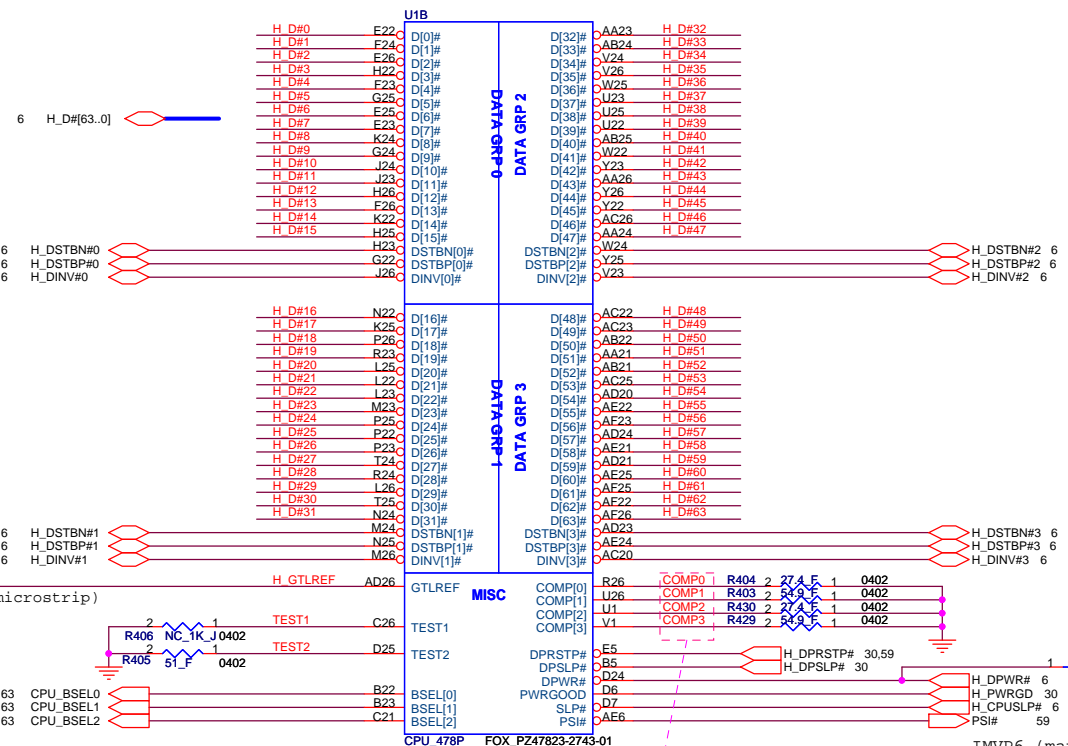 U1B
H_D#0 E22 D[0]# D[32]# AA23 H_D#32
H_D#1 F24 D[1]# D[33]# AB24 H_D#33
H_D#2 E26 D[2]# D[34]# V24 H_D#34
H_D#3 H22 D[3]# D[35]# V26 H_D#35
H_D#4 F23 D[4]# D[36]# W25 H_D#36
H_D#5 G25 D[5]# D[37]# U23 H_D#37
H_D#6 E25 D[6]# D[38]# U25 H_D#38
6 H_D#[63..0]
H_D#7 E23 D[7]# D[39]# U22 H_D#39
H_D#8 K24 D[8]# D[40]# AB25 H_D#40
H_D#9 G24 D[9]# D[41]# W22 H_D#41
H_D#10 J24 D[10]# D[42]# Y23 H_D#42
H_D#11 J23 D[11]# D[43]# AA26 H_D#43
H_D#12 H26 D[12]# D[44]# Y26 H_D#44
H_D#13 F26 D[13]# D[45]# Y22 H_D#45
H_D#14 K22 D[14]# D[46]# AC26 H_D#46
H_D#15 H25 D[15]# D[47]# AA24 H_D#47
DATA GRP 0
DATA GRP 2
6 H_DSTBN#0 H23 DSTBN[0]# DSTBN[2]# W24 H_DSTBN#2 6
6 H_DSTBP#0 G22 DSTBP[0]# DSTBP[2]# Y25 H_DSTBP#2 6
6 H_DINV#0 J26 DINV[0]# DINV[2]# V23 H_DINV#2 6
H_D#16 N22 D[16]# D[48]# AC22 H_D#48
H_D#17 K25 D[17]# D[49]# AC23 H_D#49
H_D#18 P26 D[18]# D[50]# AB22 H_D#50
H_D#19 R23 D[19]# D[51]# AA21 H_D#51
H_D#20 L25 D[20]# D[52]# AB21 H_D#52
H_D#21 L22 D[21]# D[53]# AC25 H_D#53
H_D#22 L23 D[22]# D[54]# AD20 H_D#54
H_D#23 M23 D[23]# D[55]# AE22 H_D#55
H_D#24 P25 D[24]# D[56]# AF23 H_D#56
H_D#25 P22 D[25]# D[57]# AD24 H_D#57
H_D#26 P23 D[26]# D[58]# AE21 H_D#58
H_D#27 T24 D[27]# D[59]# AD21 H_D#59
H_D#28 R24 D[28]# D[60]# AE25 H_D#60
H_D#29 L26 D[29]# D[61]# AF25 H_D#61
H_D#30 T25 D[30]# D[62]# AF22 H_D#62
H_D#31 N24 D[31]# D[63]# AF26 H_D#63
DATA GRP 1
DATA GRP 3
6 H_DSTBN#1 M24 DSTBN[1]# DSTBN[3]# AD23 H_DSTBN#3 6
6 H_DSTBP#1 N25 DSTBP[1]# DSTBP[3]# AE24 H_DSTBP#3 6
6 H_DINV#1 M26 DINV[1]# DINV[3]# AC20 H_DINV#3 6
H_GTLREF AD26 GTLREF MISC COMP[0] R26 COMP0 R404 2 27.4_F 1 0402
microstrip)
COMP[1] U26 COMP1 R403 2 54.9_F 1 0402
COMP[2] U1 COMP2 R430 2 27.4_F 1 0402
COMP[3] V1 COMP3 R429 2 54.9_F 1 0402
2 1 TEST1 C26 TEST1
R406 NC_1K_J 0402
2 1 TEST2 D25 TEST2
R405 51_F 0402
DPRSTP# E5 H_DPRSTP# 30,59
DPSLP# B5 H_DPSLP# 30
1
DPWR# D24 H_DPWR# 6
63 CPU_BSEL0 B22 BSEL[0] PWRGOOD D6 H_PWRGD 30
63 CPU_BSEL1 B23 BSEL[1] SLP# D7 H_CPUSLP# 6
63 CPU_BSEL2 C21 BSEL[2] PSI# AE6 PSI# 59
CPU_478P FOX_PZ47823-2743-01